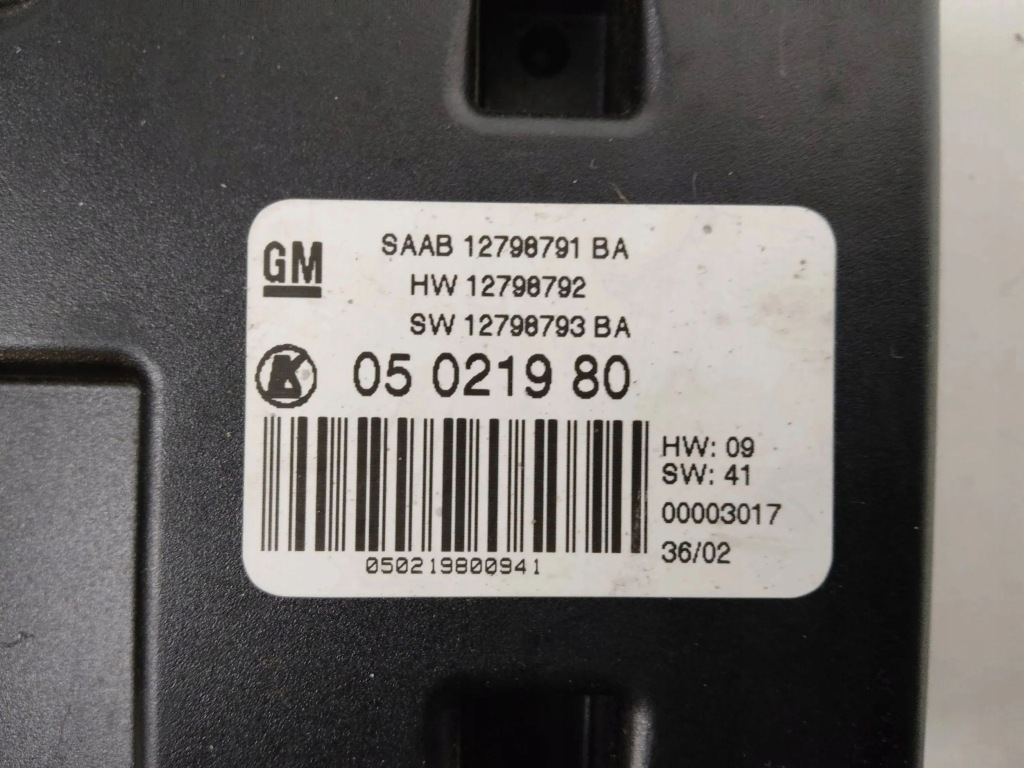 GM
SAAB 12798791 BA
HW 12798792
SW 12798793 BA
K
05 0219 80
HW: 09
SW: 41
00003017
36/02
050219800941